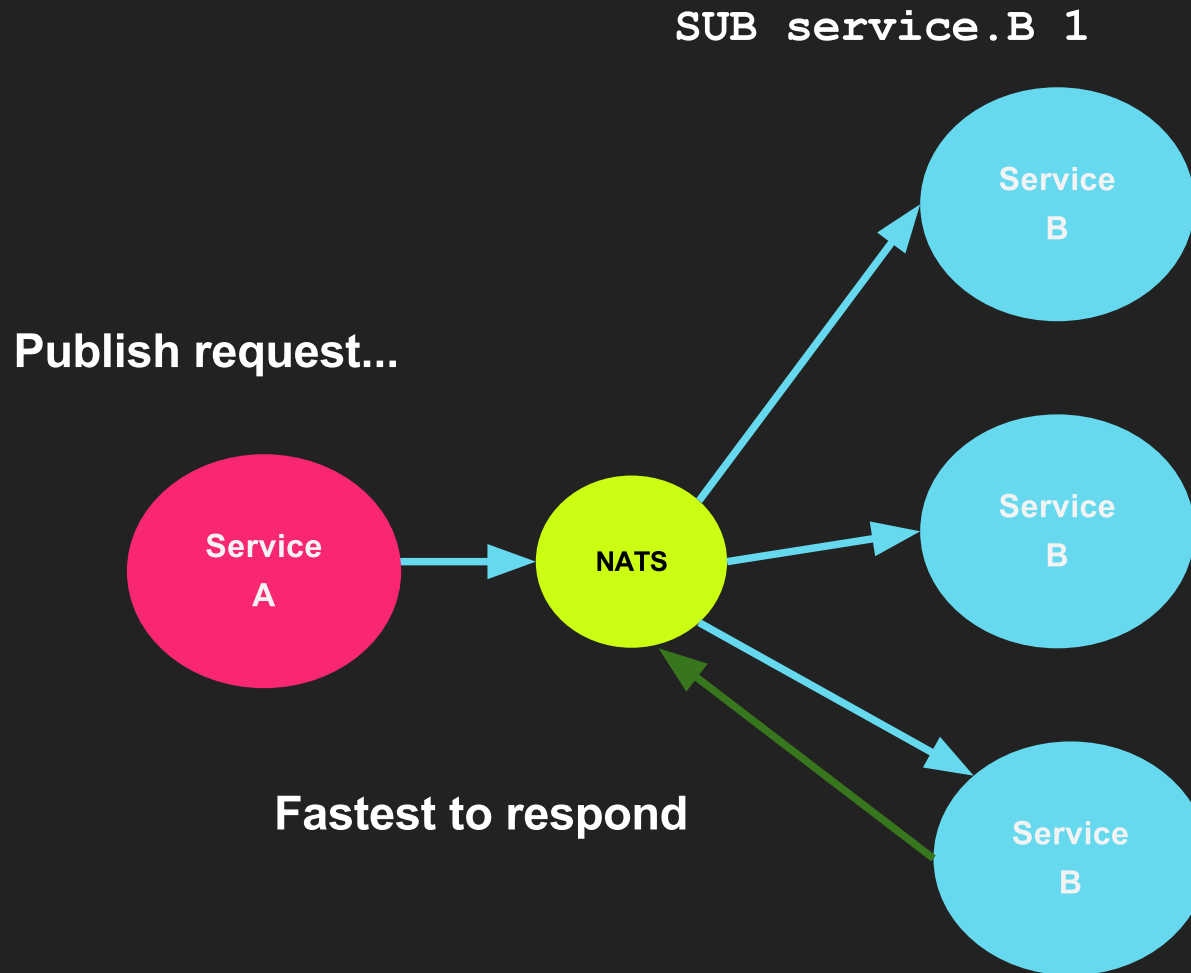 SUB service.B 1
Service
B
Publish request...
Service
A
NATS
Service
B
Fastest to respond
Service
B